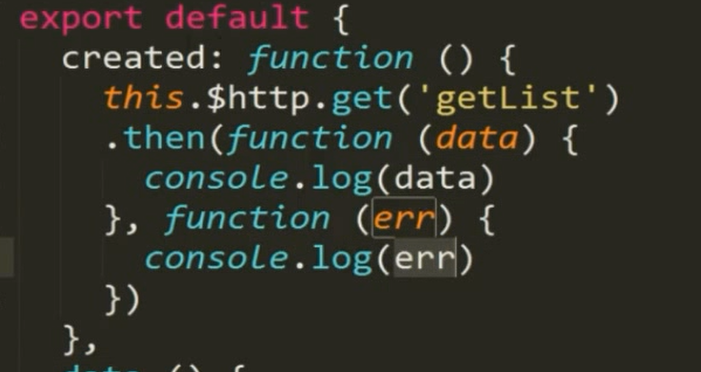 export default {
created: function () {
this.$http.get('getList')
.then(function (data) {
console.log(data)
}, function (err) {
console.log(err)
})
},
data () {